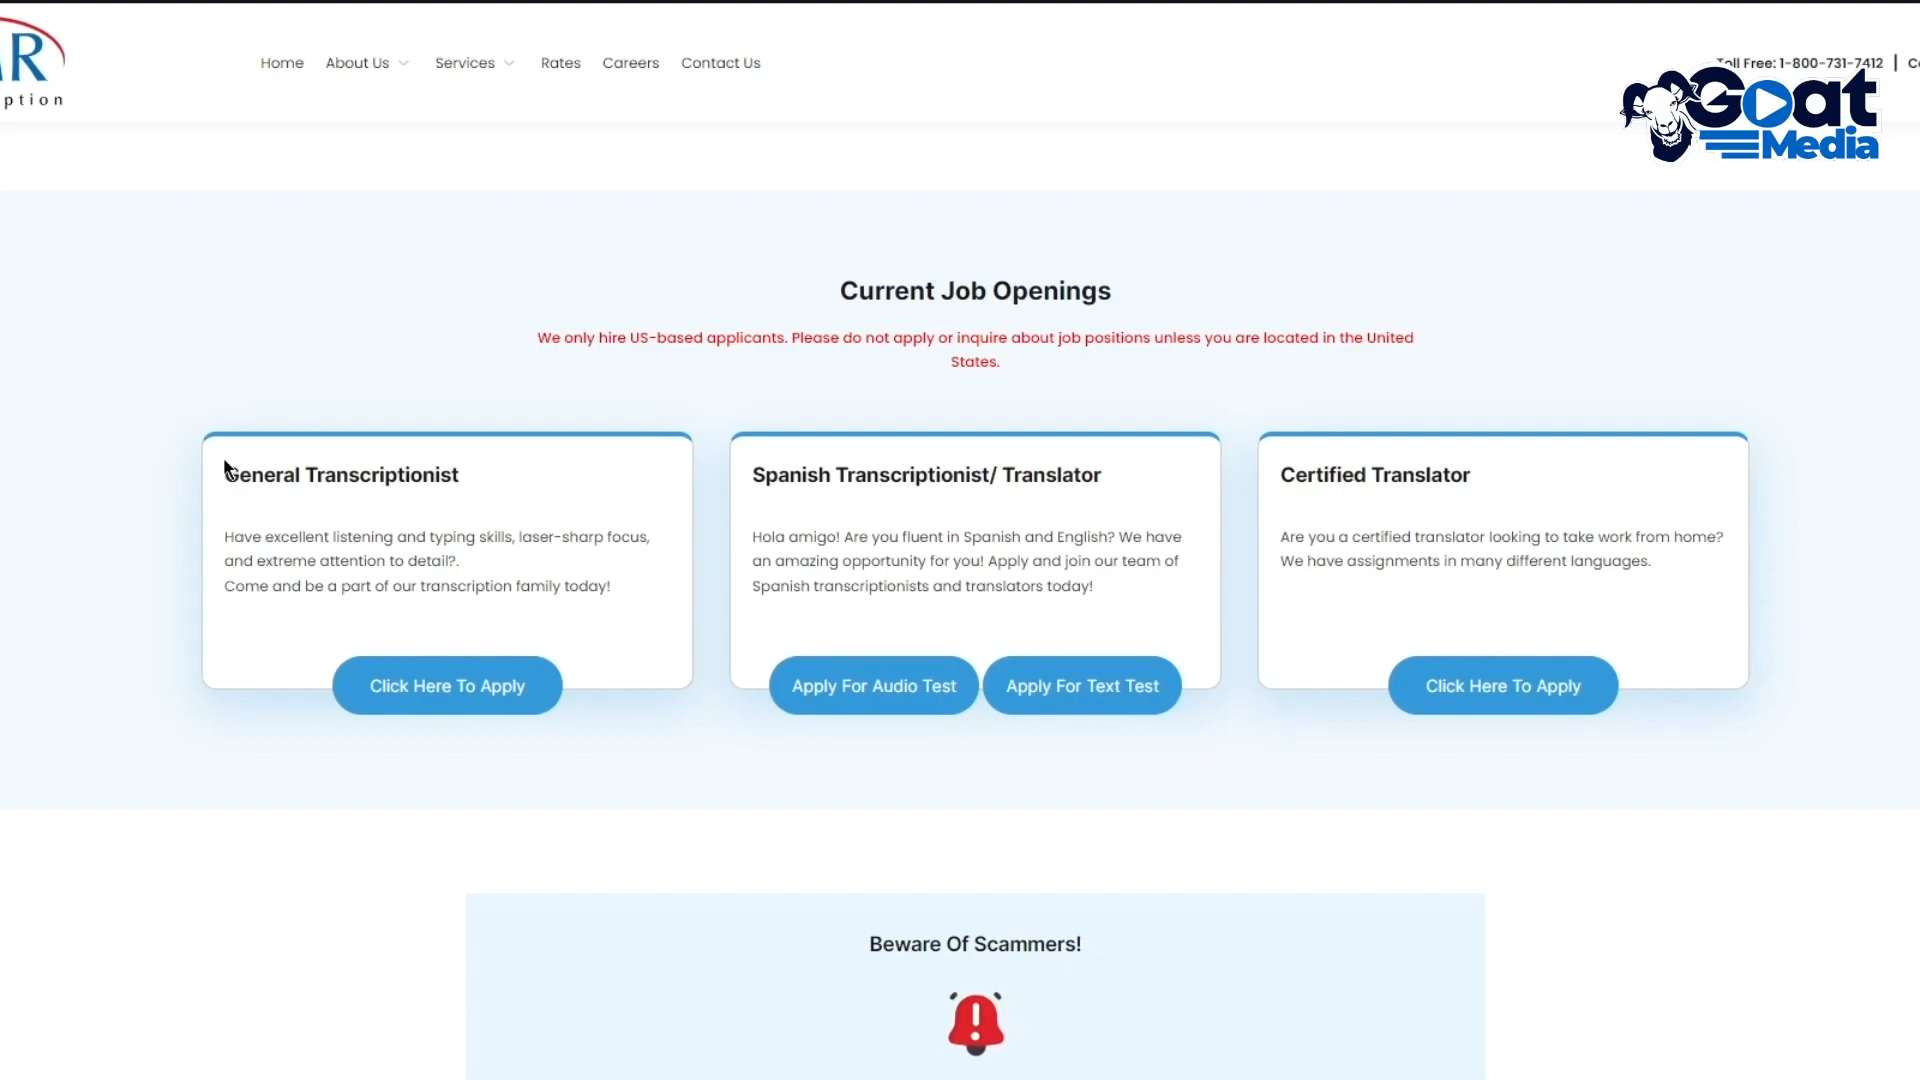 R
ption
Home About Us Services Rates Careers Contact Us
Toll Free: 1-800-731-7412 |
Goat
Media
Current Job Openings
We only hire US-based applicants. Please do not apply or inquire about job positions unless you are located in the United
States.
General Transcriptionist
Have excellent listening and typing skills, laser-sharp focus,
and extreme attention to detail?.
Come and be a part of our transcription family today!
Click Here To Apply
Spanish Transcriptionist/ Translator
Hola amigo! Are you fluent in Spanish and English? We have
an amazing opportunity for you! Apply and join our team of
Spanish transcriptionists and translators today!
Apply For Audio Test Apply For Text Test
Certified Translator
Are you a certified translator looking to take work from home?
We have assignments in many different languages.
Click Here To Apply
Beware Of Scammers!